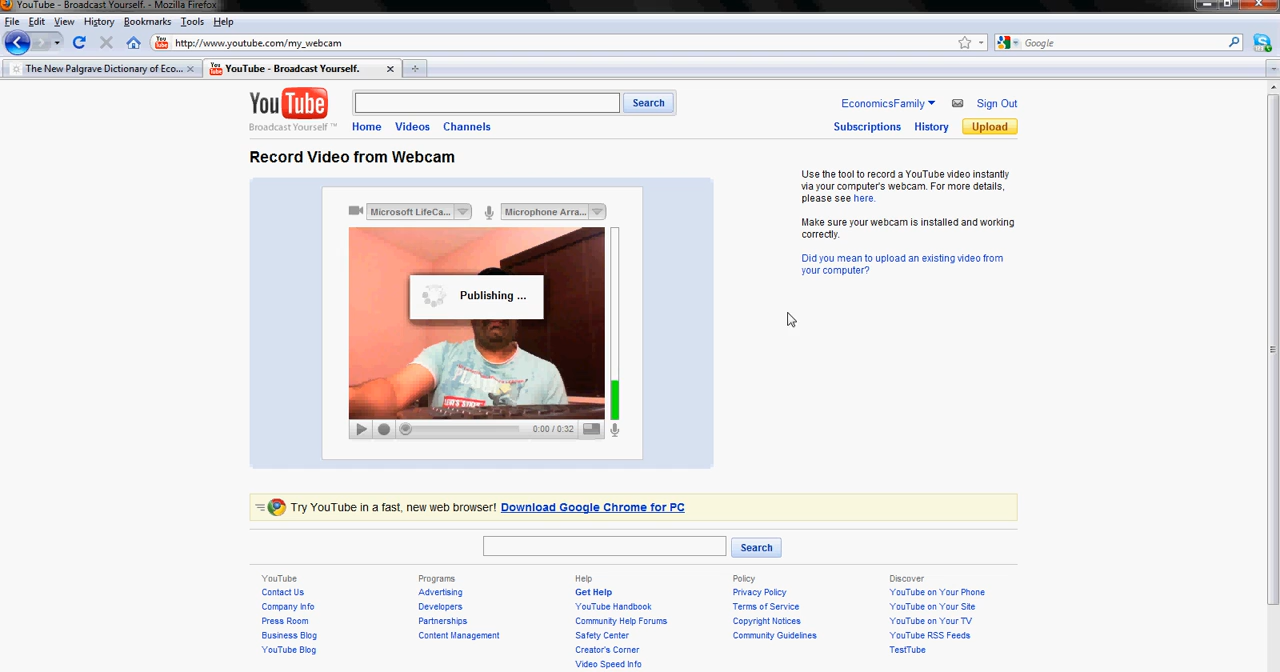 YouTube - Broadcast Yourself. - Mozilla Firefox
File Edit View History Bookmarks Tools Help
http://www.youtube.com/my_webcam
Google
The New Palgrave Dictionary of Eco...
YouTube - Broadcast Yourself.
YouTube
Broadcast Yourself ™
Search
EconomicsFamily
Sign Out
Home Videos Channels
Subscriptions History Upload
Record Video from Webcam
Use the tool to record a YouTube video instantly
via your computer's webcam. For more details,
please see here.
Make sure your webcam is installed and working
correctly.
Did you mean to upload an existing video from
your computer?
Microsoft LifeCa...
Microphone Arra...
Publishing ...
0:00 / 0:32
Try YouTube in a fast, new web browser! Download Google Chrome for PC
Search
YouTube
Contact Us
Company Info
Press Room
Business Blog
YouTube Blog
Programs
Advertising
Developers
Partnerships
Content Management
Help
Get Help
YouTube Handbook
Community Help Forums
Safety Center
Creator's Corner
Video Speed Info
Policy
Privacy Policy
Terms of Service
Copyright Notices
Community Guidelines
Discover
YouTube on Your Phone
YouTube on Your Site
YouTube on Your TV
YouTube RSS Feeds
TestTube